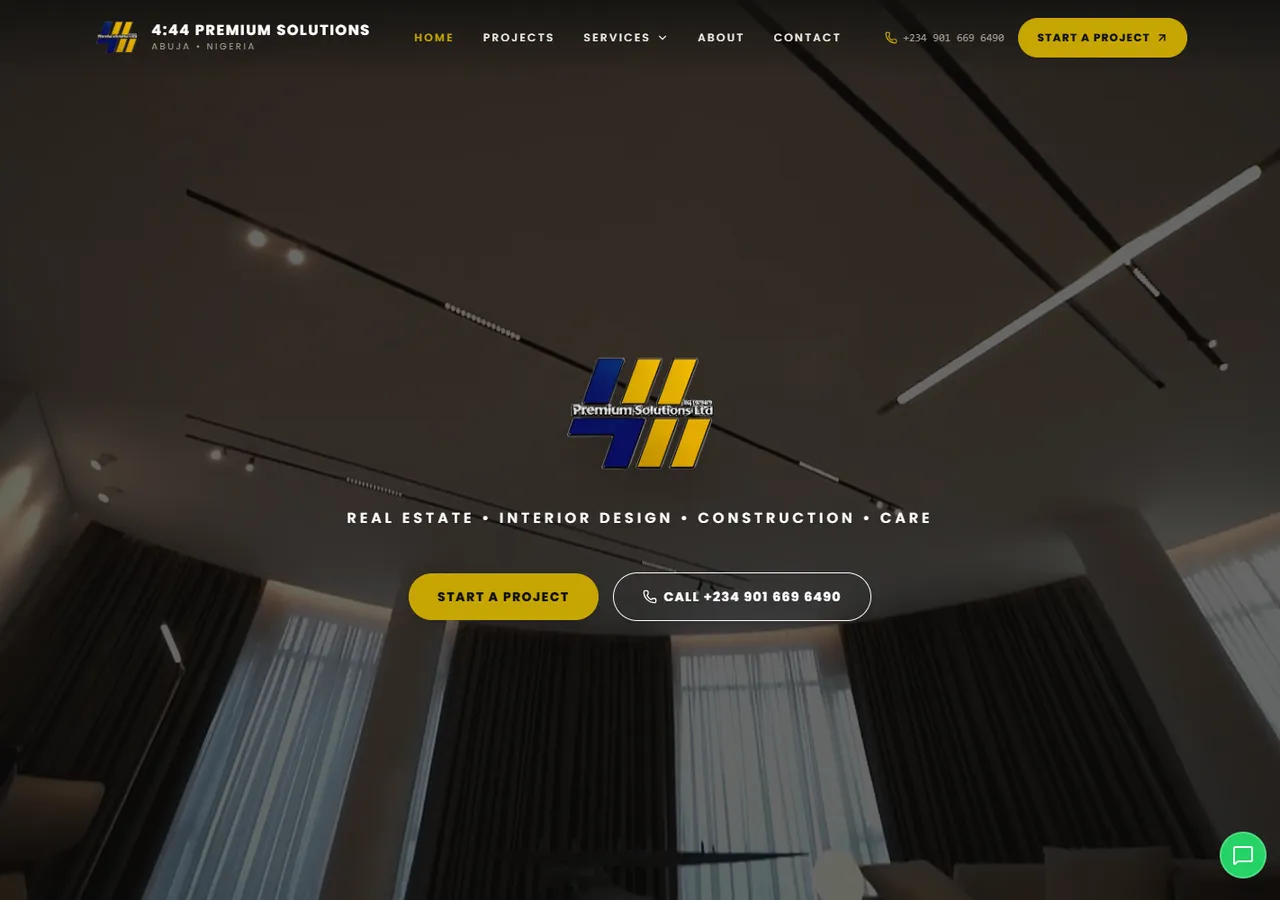 4:44 PREMIUM SOLUTIONS
ABUJA • NIGERIA
HOME
PROJECTS
SERVICES
ABOUT
CONTACT
+234 901 669 6490
START A PROJECT
Premium Solutions Ltd
REAL ESTATE • INTERIOR DESIGN • CONSTRUCTION • CARE
START A PROJECT
CALL +234 901 669 6490